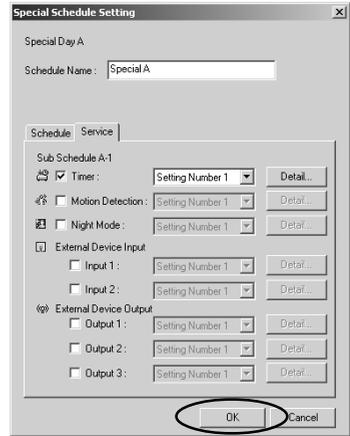 Special Schedule Setting
Special Day A
Schedule Name : Special A
Schedule Service
Sub Schedule A-1
Timer : Setting Number 1 Detail...
Motion Detection : Setting Number 1 Detail...
Night Mode : Setting Number 1 Detail...
External Device Input
Input 1 : Setting Number 1 Detail...
Input 2 : Setting Number 1 Detail...
External Device Output
Output 1 : Setting Number 1 Detail...
Output 2 : Setting Number 1 Detail...
Output 3 : Setting Number 1 Detail...
OK Cancel